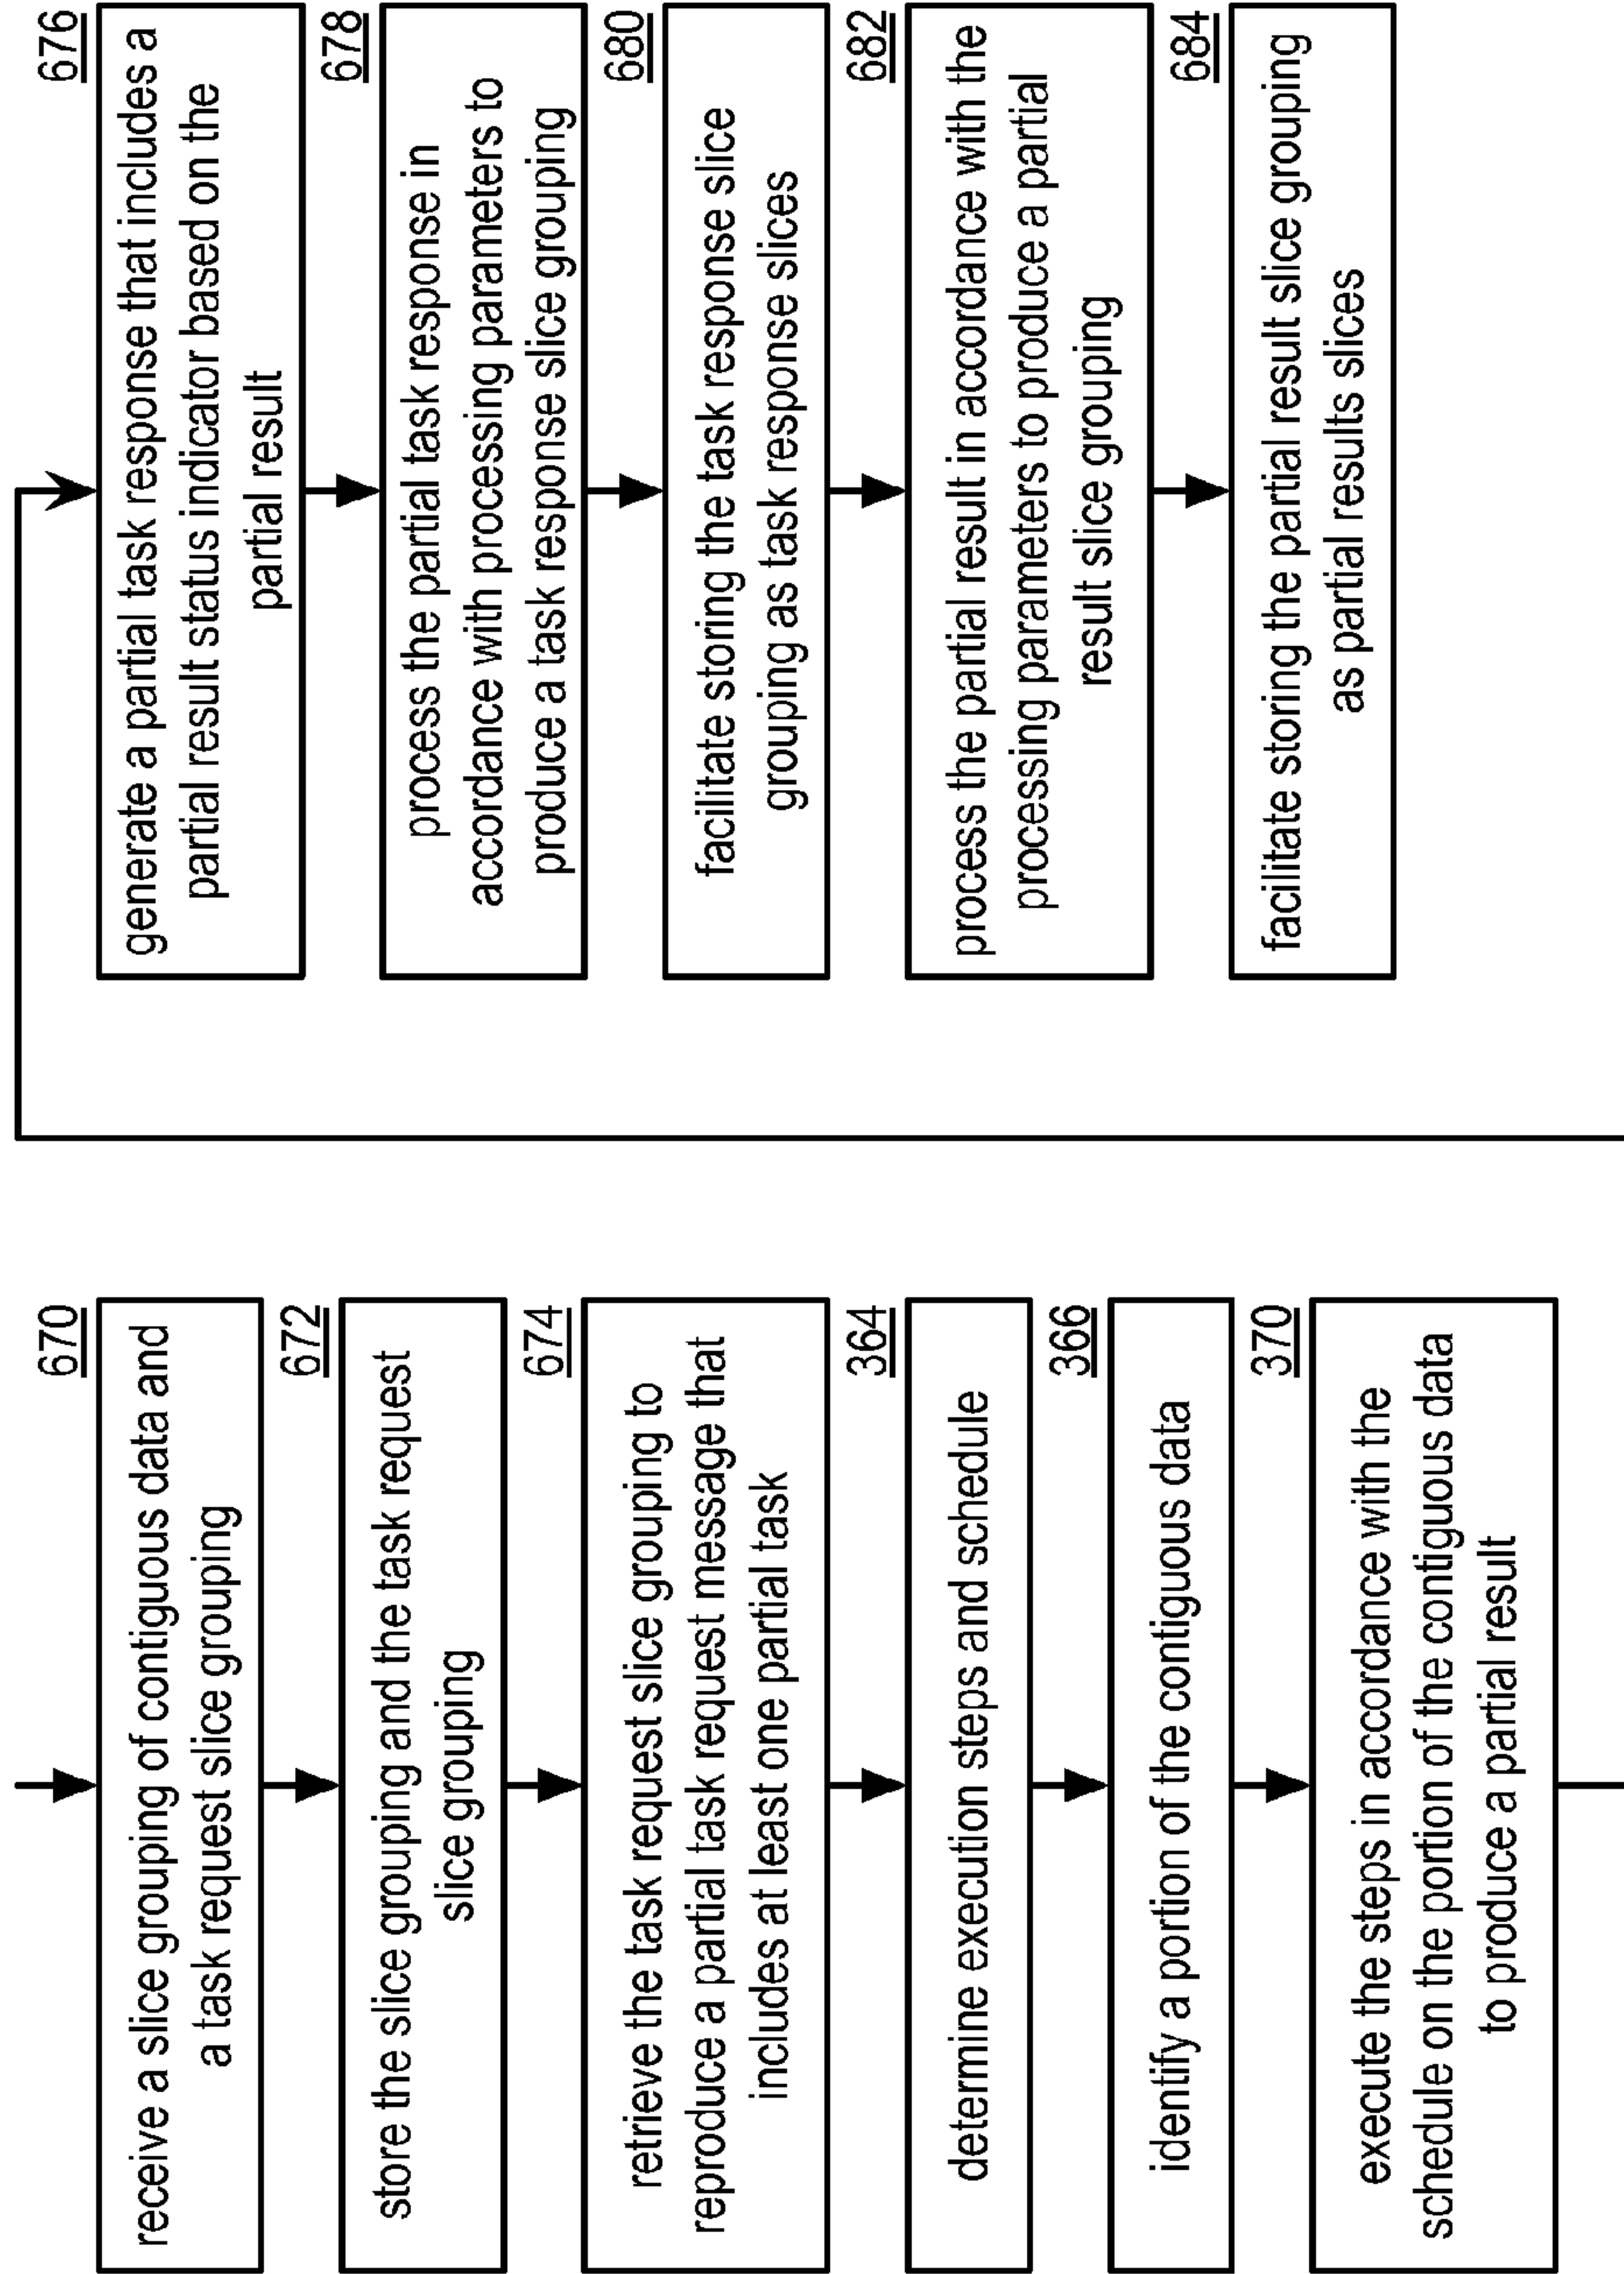 670
receive a slice grouping of contiguous data and
a task request slice grouping
672
store the slice grouping and the task request
slice grouping
674
retrieve the task request slice grouping to
reproduce a partial task request message that
includes at least one partial task
364
determine execution steps and schedule
366
identify a portion of the contiguous data
370
execute the steps in accordance with the
schedule on the portion of the contiguous data
to produce a partial result
676
generate a partial task response that includes a
partial result status indicator based on the
partial result
678
process the partial task response in
accordance with processing parameters to
produce a task response slice grouping
680
facilitate storing the task response slice
grouping as task response slices
682
process the partial result in accordance with the
processing parameters to produce a partial
result slice grouping
684
facilitate storing the partial result slice grouping
as partial results slices